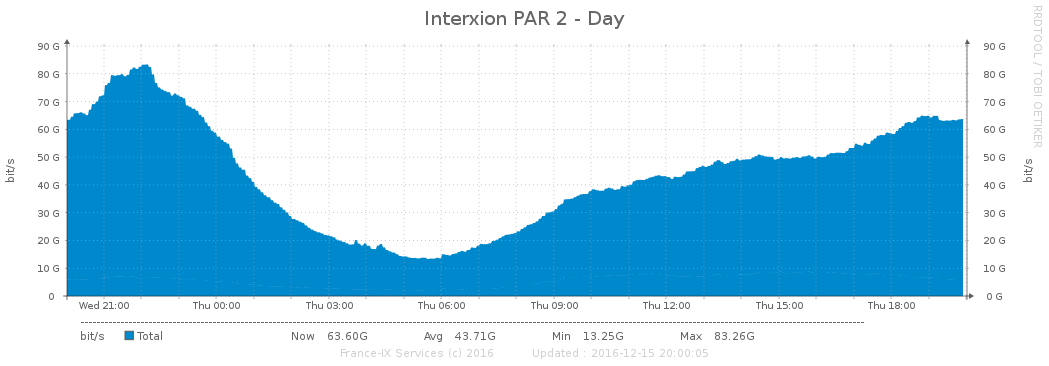 Interxion PAR 2 - Day
RRDTOOL / TOBI OETIKER
90 G 90 G
80 G 80 G
70 G 70 G
60 G 60 G
50 G 50 G
40 G 40 G
30 G 30 G
20 G 20 G
10 G 10 G
0 0 G
bit/s bit/s
Wed 21:00 Thu 00:00 Thu 03:00 Thu 06:00 Thu 09:00 Thu 12:00 Thu 15:00 Thu 18:00
bit/s Total Now 63.60G Avg 43.71G Min 13.25G Max 83.26G
France-IX Services (c) 2016 Updated : 2016-12-15 20:00:05